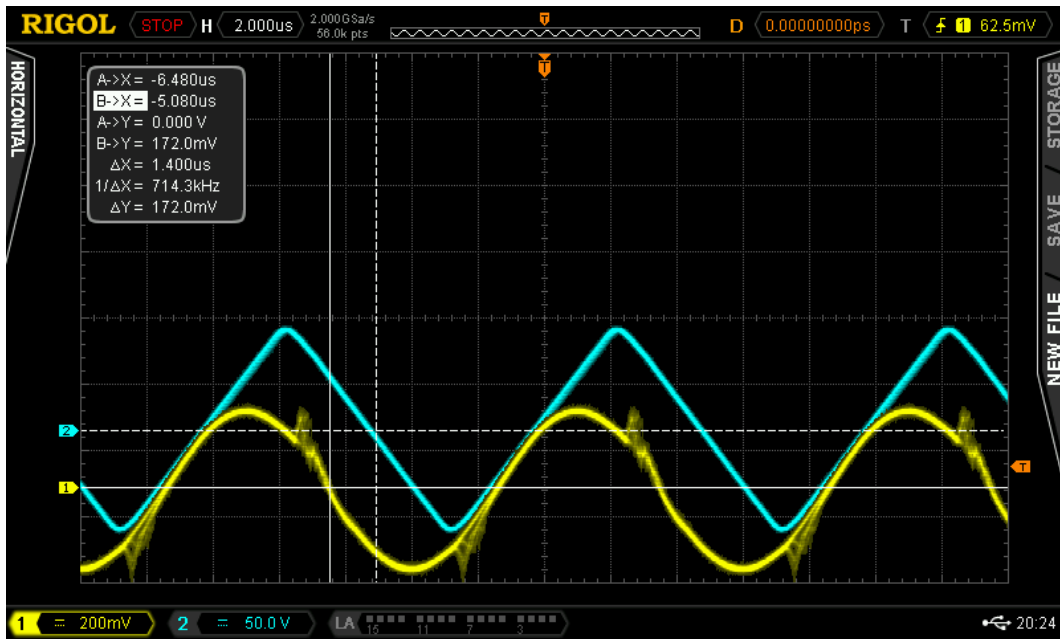 RIGOL STOP H 2.000us 2.000GSa/s 56.0k pts T D 0.00000000ps T 1 62.5mV
HORIZONTAL
T
A->X= -6.480us
B->X= -5.080us
A->Y= 0.000 V
B->Y= 172.0mV
ΔX= 1.400us
1/ΔX= 714.3kHz
ΔY= 172.0mV
STORAGE
SAVE
NEW FILE
2
T
1
1 = 200mV 2 = 50.0 V LA 15 11 7 3 20:24